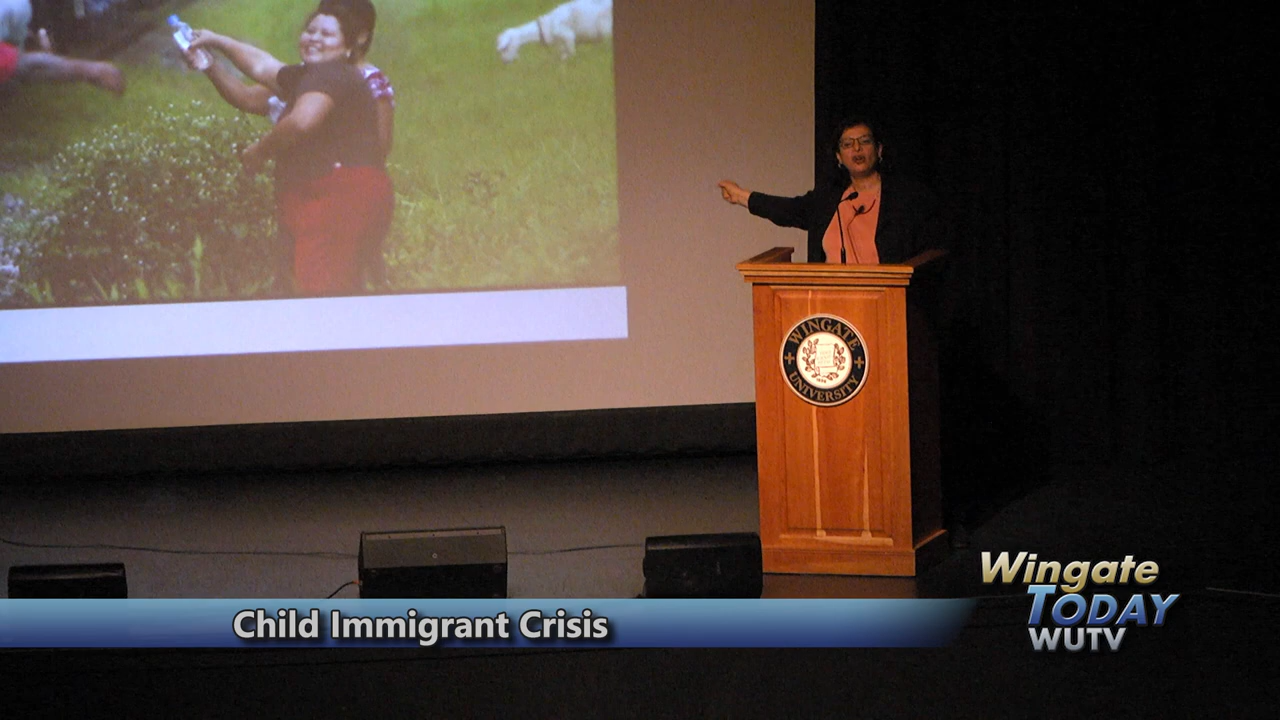 WINGATE
UNIVERSITY
Child Immigrant Crisis
Wingate
TODAY
WUTV